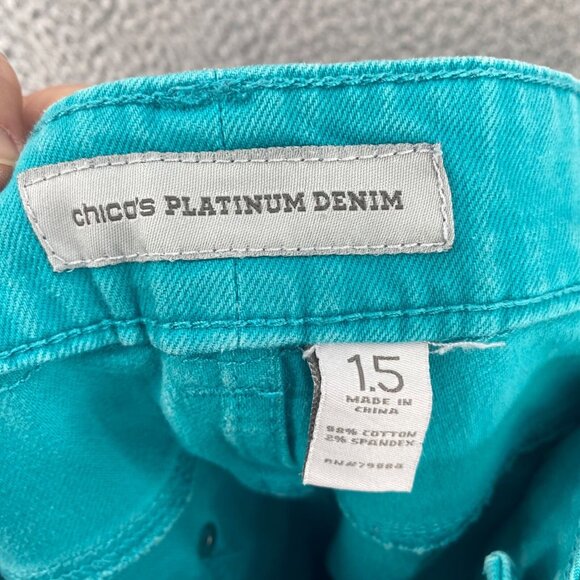 chico's PLATINUM DENIM
1.5
MADE IN
CHINA
98% COTTON
2% SPANDEX